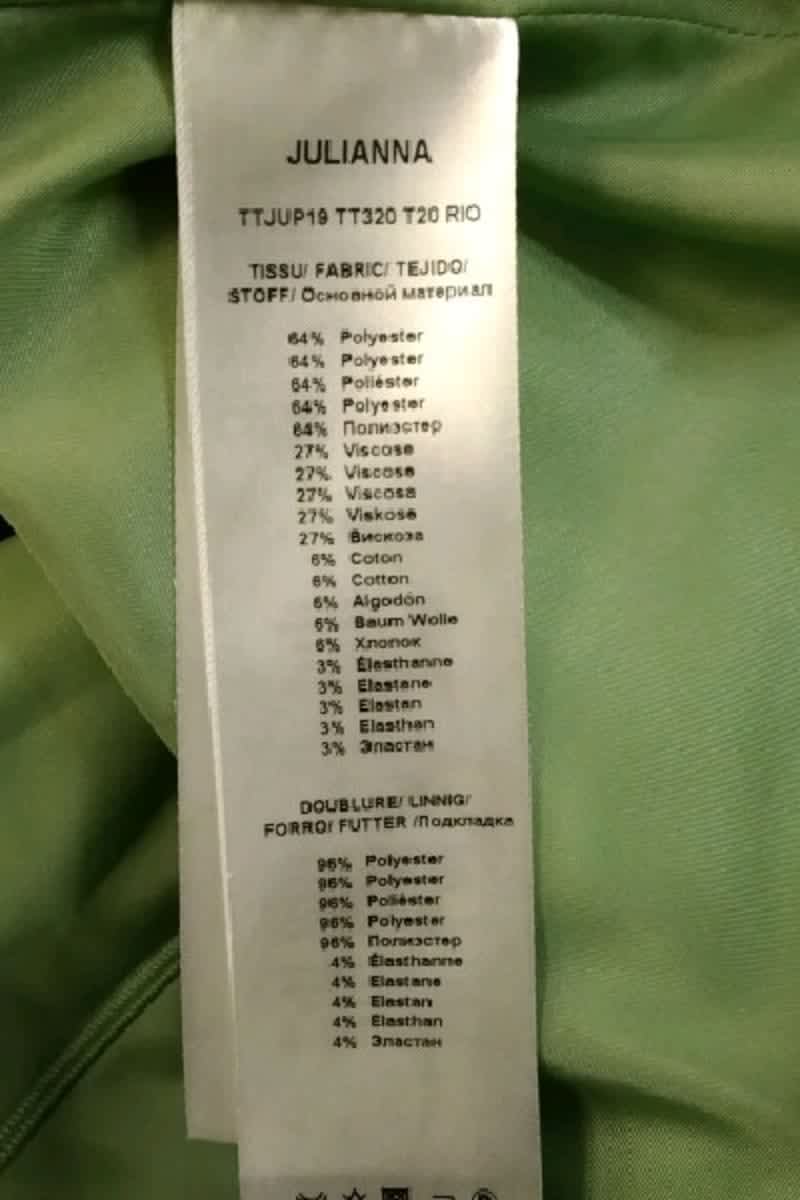 JULIANNA
TTJUP19 TT320 T20 RIO
TISSU/ FABRIC/ TEJIDO/
STOFF/ Основной материал
64% Polyester
64% Polyester
64% Poliéster
64% Polyester
64% Полиэстер
27% Viscose
27% Viscose
27% Viscosa
27% Viskose
27% Вискоза
6% Coton
6% Cotton
6% Algodón
6% Baum Wolle
6% Хлопок
3% Élasthanne
3% Elastane
3% Elastan
3% Elasthan
3% Эластан
DOUBLURE/ LINNIG/
FORRO/ FUTTER /Подкладка
96% Polyester
96% Polyester
96% Poliéster
96% Polyester
96% Полиэстер
4% Élasthanne
4% Elastane
4% Elastan
4% Elasthan
4% Эластан